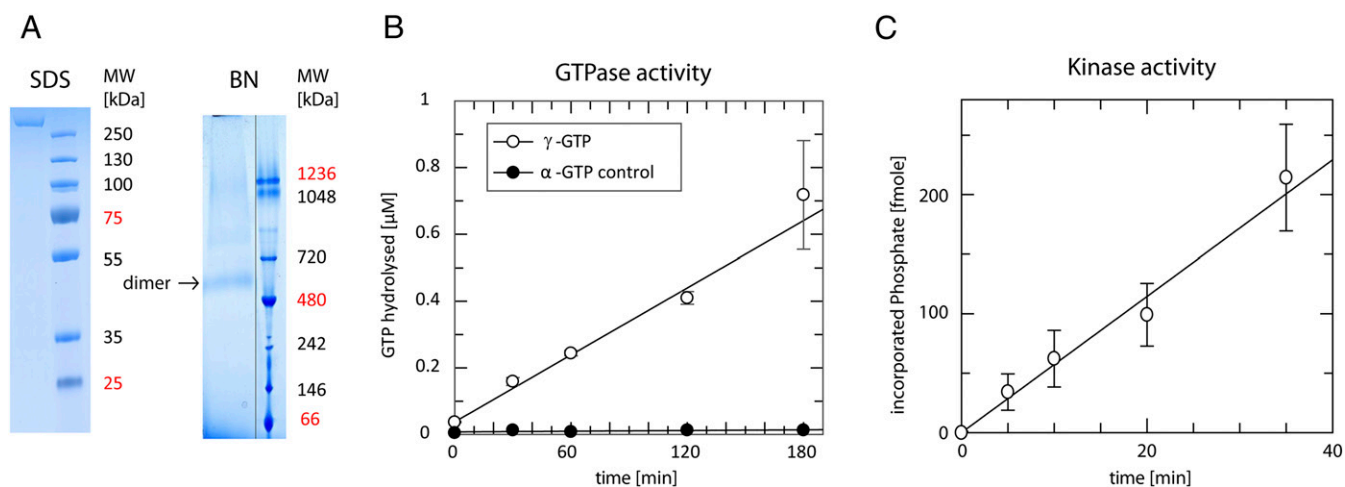 A
SDS
MW
[kDa]
250
130
100
75
55
35
25
BN
MW
[kDa]
1236
1048
720
480
242
146
66
dimer →
B
GTPase activity
γ -GTP
α -GTP control
1
0.8
0.6
0.4
0.2
0
0 60 120 180
GTP hydrolysed [µM]
time [min]
C
Kinase activity
200
100
0
0 20 40
incorporated Phosphate [fmole]
time [min]